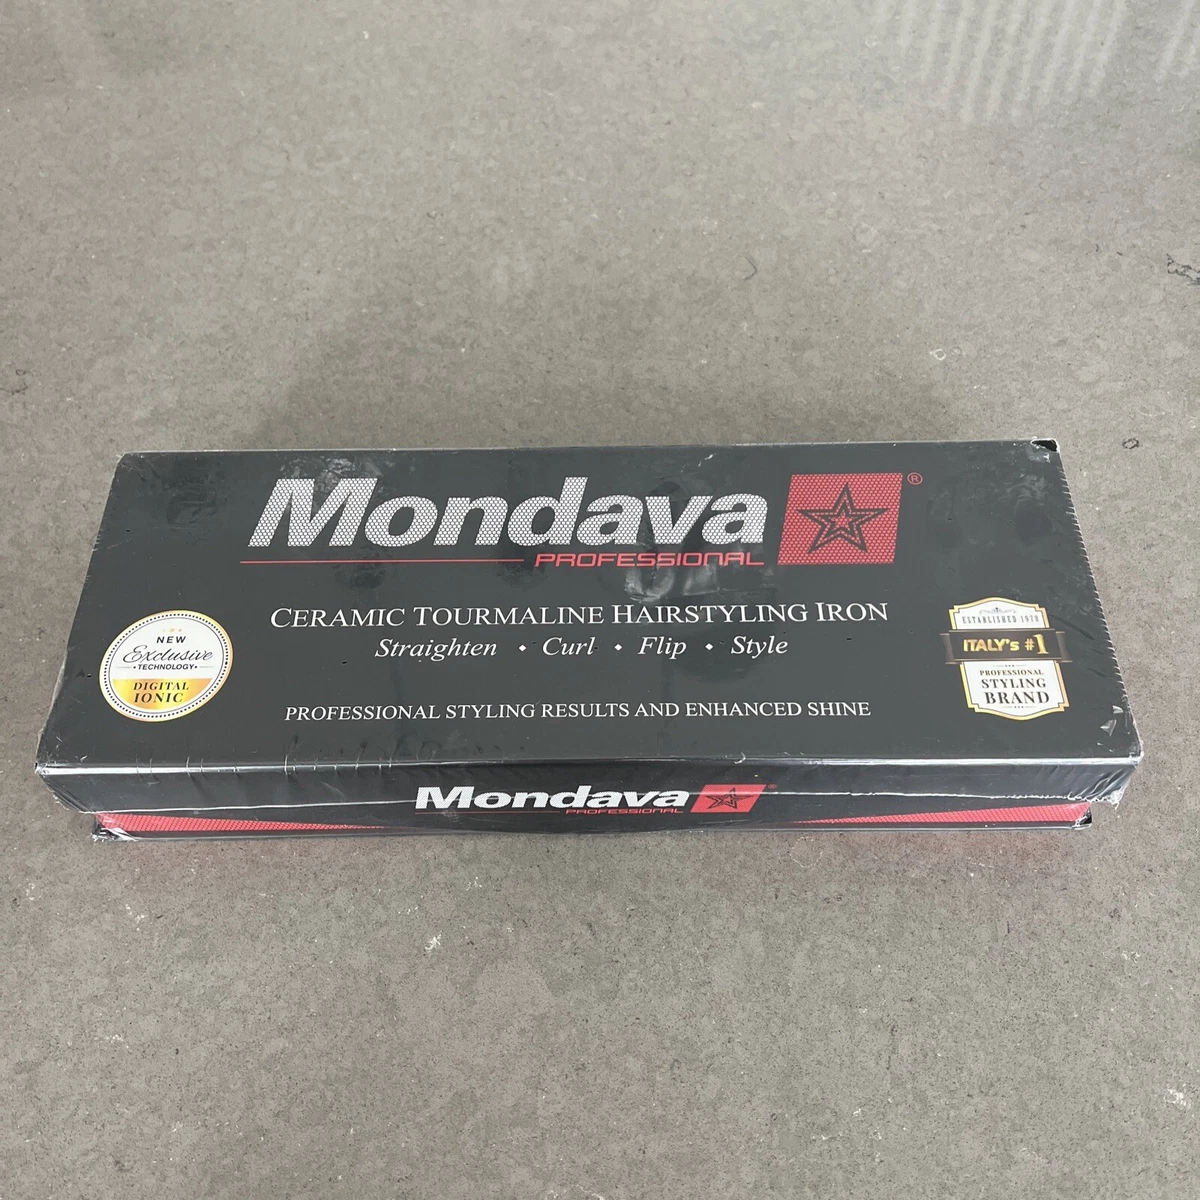 Mondava
®
PROFESSIONAL
CERAMIC TOURMALINE HAIRSTYLING IRON
Straighten • Curl • Flip • Style
PROFESSIONAL STYLING RESULTS AND ENHANCED SHINE
NEW
Exclusive
•TECHNOLOGY•
DIGITAL
IONIC
ESTABLISHED 1978
ITALY's #1
PROFESSIONAL
STYLING
BRAND
Mondava
PROFESSIONAL